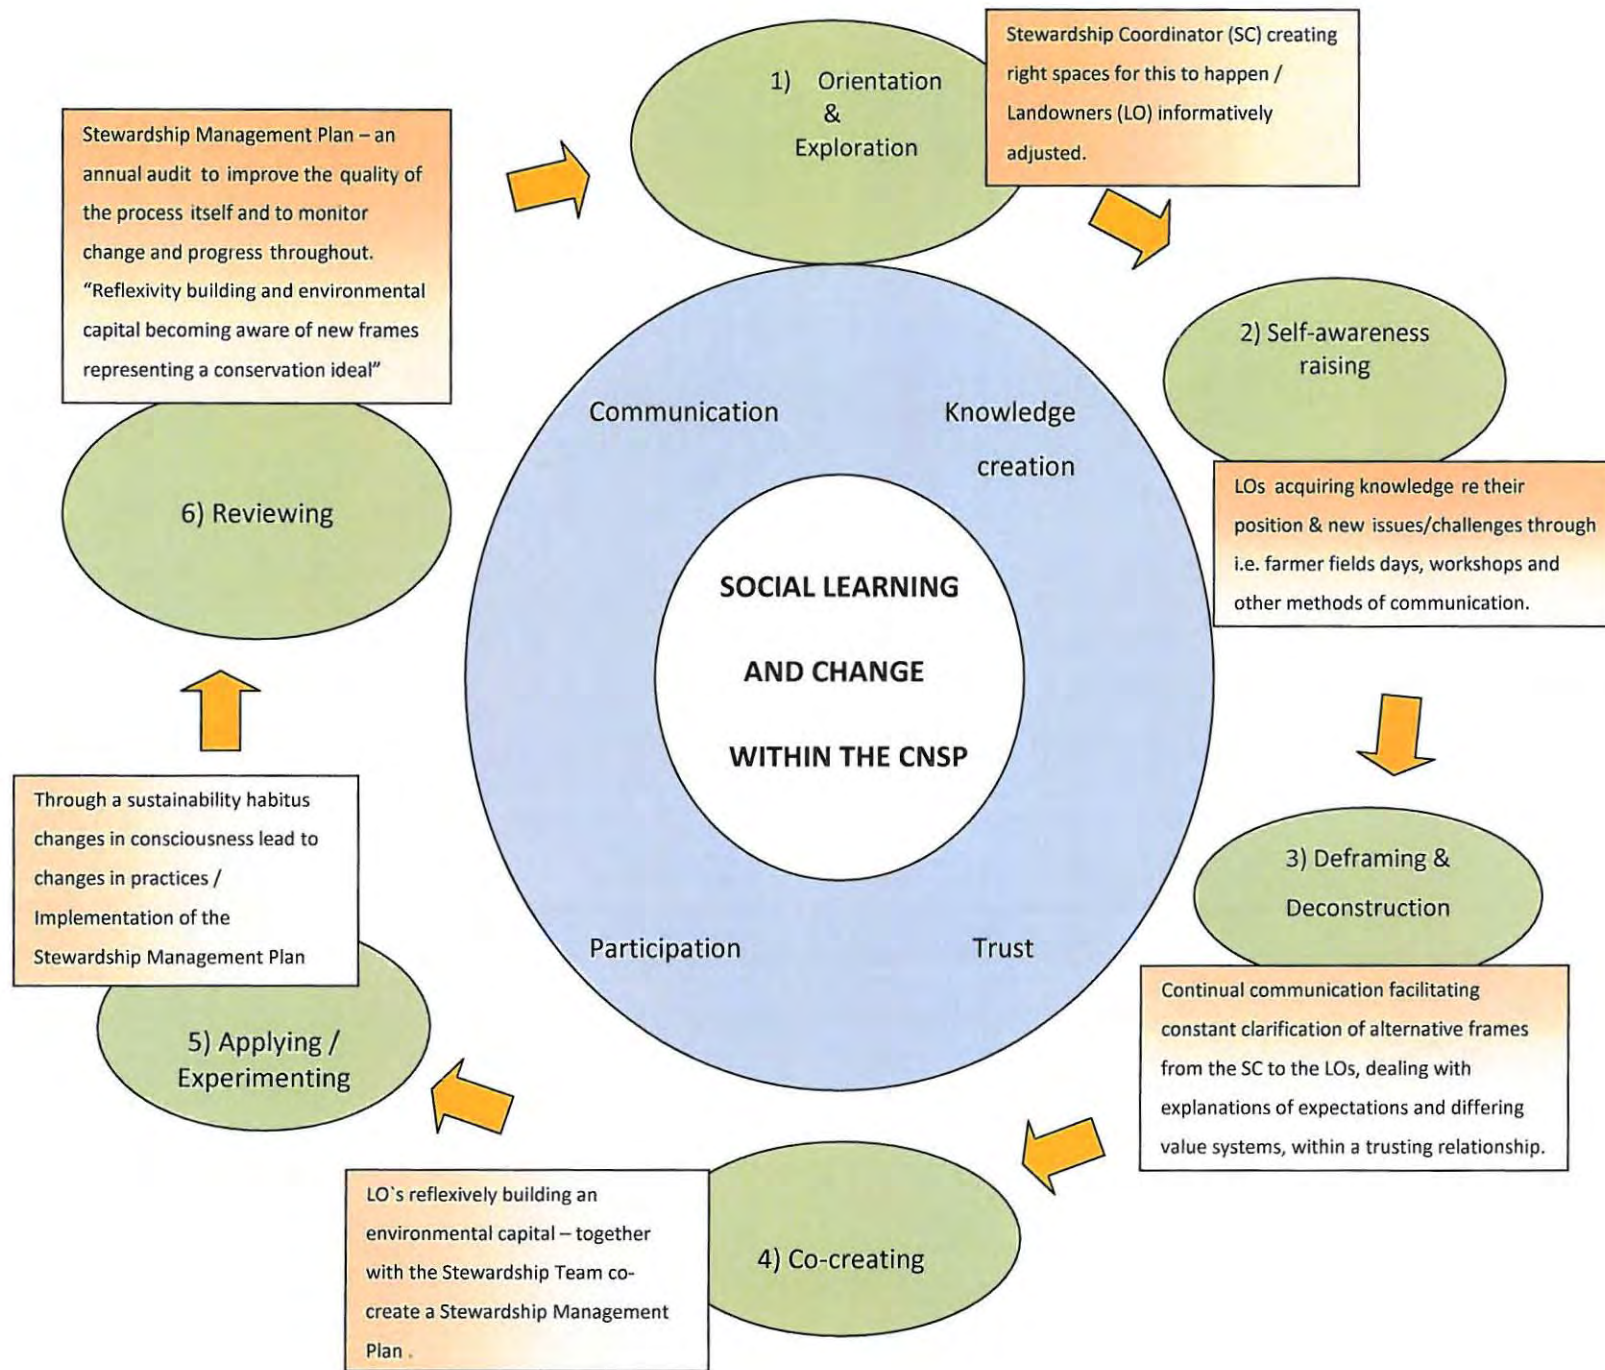 1) Orientation
&
Exploration
Stewardship Coordinator (SC) creating
right spaces for this to happen /
Landowners (LO) informatively
adjusted.
2) Self-awareness
raising
LOs acquiring knowledge re their
position & new issues/challenges through
i.e. farmer fields days, workshops and
other methods of communication.
3) Deframing &
Deconstruction
Continual communication facilitating
constant clarification of alternative frames
from the SC to the LOs, dealing with
explanations of expectations and differing
value systems, within a trusting relationship.
4) Co-creating
LO`s reflexively building an
environmental capital – together
with the Stewardship Team co-
create a Stewardship Management
Plan .
5) Applying /
Experimenting
Through a sustainability habitus
changes in consciousness lead to
changes in practices /
Implementation of the
Stewardship Management Plan
6) Reviewing
Stewardship Management Plan – an
annual audit to improve the quality of
the process itself and to monitor
change and progress throughout.
"Reflexivity building and environmental
capital becoming aware of new frames
representing a conservation ideal"
Communication
Knowledge
creation
Participation
Trust
SOCIAL LEARNING
AND CHANGE
WITHIN THE CNSP